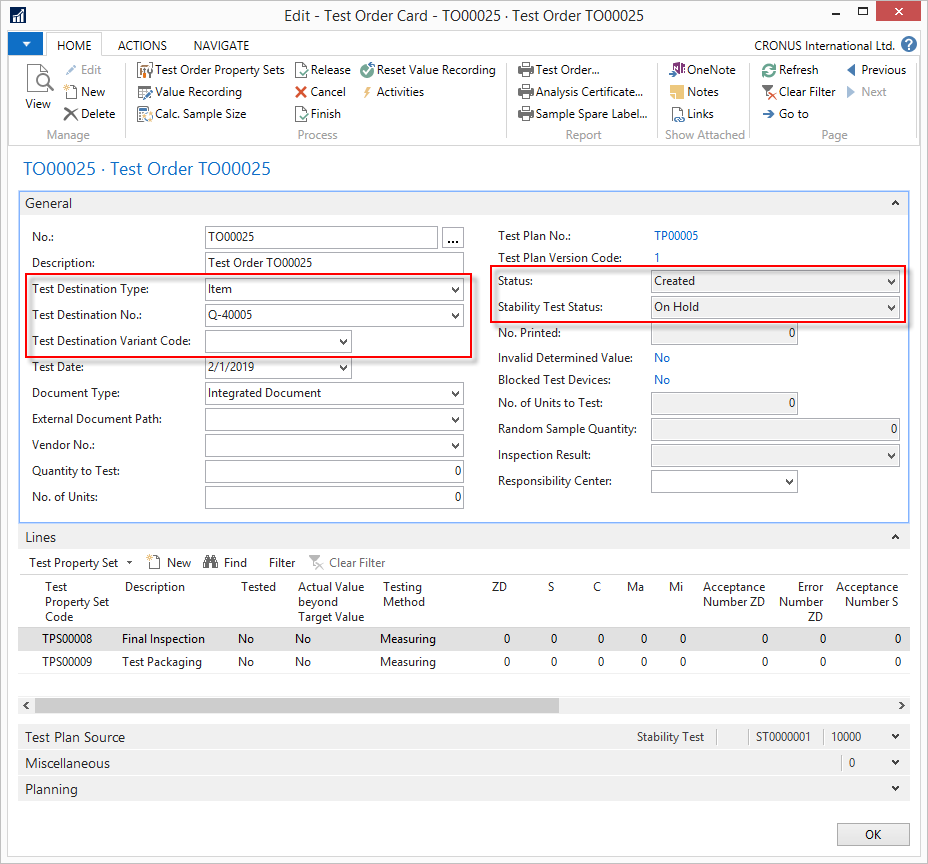 Edit - Test Order Card - TO00025 · Test Order TO00025
HOME ACTIONS NAVIGATE CRONUS International Ltd. ?
View
Edit
New
Delete
Manage
Test Order Property Sets
Value Recording
Calc. Sample Size
Release
Cancel
Finish
Reset Value Recording
Activities
Process
Test Order...
Analysis Certificate...
Sample Spare Label...
Report
OneNote
Notes
Links
Show Attached
Refresh
Clear Filter
Go to
Previous
Next
Page
TO00025 · Test Order TO00025
General
No.: TO00025 ...
Description: Test Order TO00025
Test Destination Type: Item
Test Destination No.: Q-40005
Test Destination Variant Code:
Test Date: 2/1/2019
Document Type: Integrated Document
External Document Path:
Vendor No.:
Quantity to Test: 0
No. of Units: 0
Test Plan No.: TP00005
Test Plan Version Code: 1
Status: Created
Stability Test Status: On Hold
No. Printed: 0
Invalid Determined Value: No
Blocked Test Devices: No
No. of Units to Test: 0
Random Sample Quantity: 0
Inspection Result:
Responsibility Center:
Lines
Test Property Set New Find Filter Clear Filter
Test Property Set Code Description Tested Actual Value beyond Target Value Testing Method ZD S C Ma Mi Acceptance Number ZD Error Number ZD Acceptance Number S
TPS00008 Final Inspection No No Measuring 0 0 0 0 0 0 0 0
TPS00009 Test Packaging No No Measuring 0 0 0 0 0 0 0 0
Test Plan Source Stability Test ST0000001 10000
Miscellaneous 0
Planning
OK